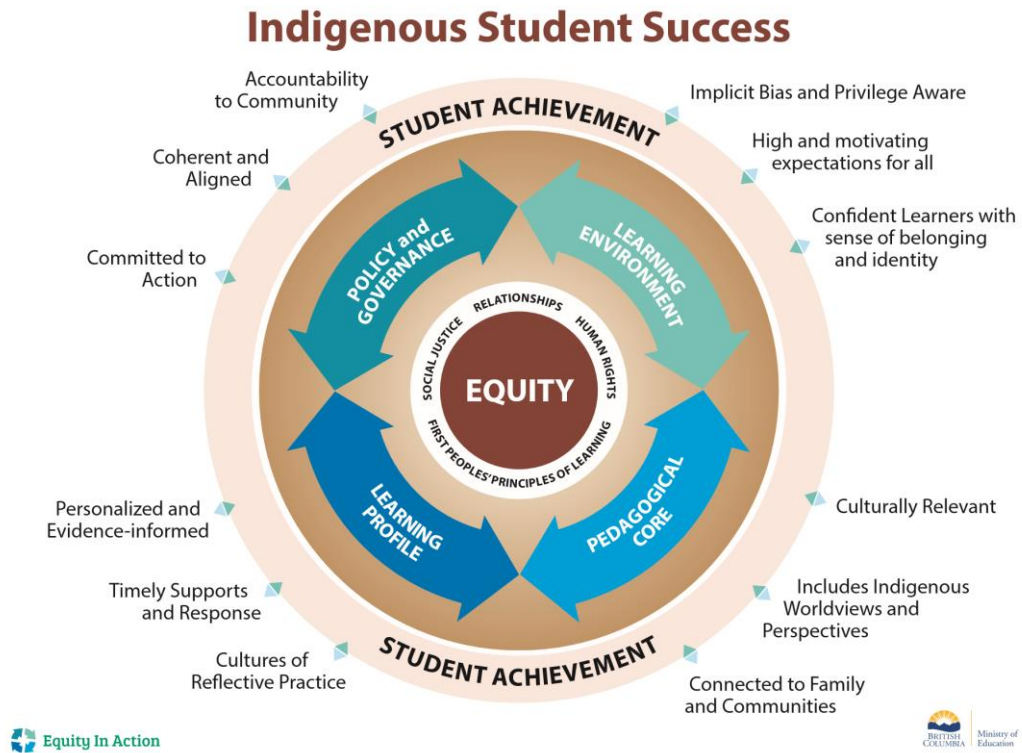 Indigenous Student Success
Accountability
to Community
Coherent and
Aligned
Committed to
Action
STUDENT ACHIEVEMENT
Implicit Bias and Privilege Aware
High and motivating
expectations for all
Confident Learners with
sense of belonging
and identity
POLICY and
GOVERNANCE
LEARNING
ENVIRONMENT
RELATIONSHIPS
SOCIAL JUSTICE
HUMAN RIGHTS
EQUITY
FIRST PEOPLES' PRINCIPLES OF LEARNING
LEARNING
PROFILE
PEDAGOGICAL
CORE
Personalized and
Evidence-informed
Timely Supports
and Response
Cultures of
Reflective Practice
Culturally Relevant
Includes Indigenous
Worldviews and
Perspectives
Connected to Family
and Communities
STUDENT ACHIEVEMENT
Equity In Action
BRITISH
COLUMBIA
Ministry of
Education